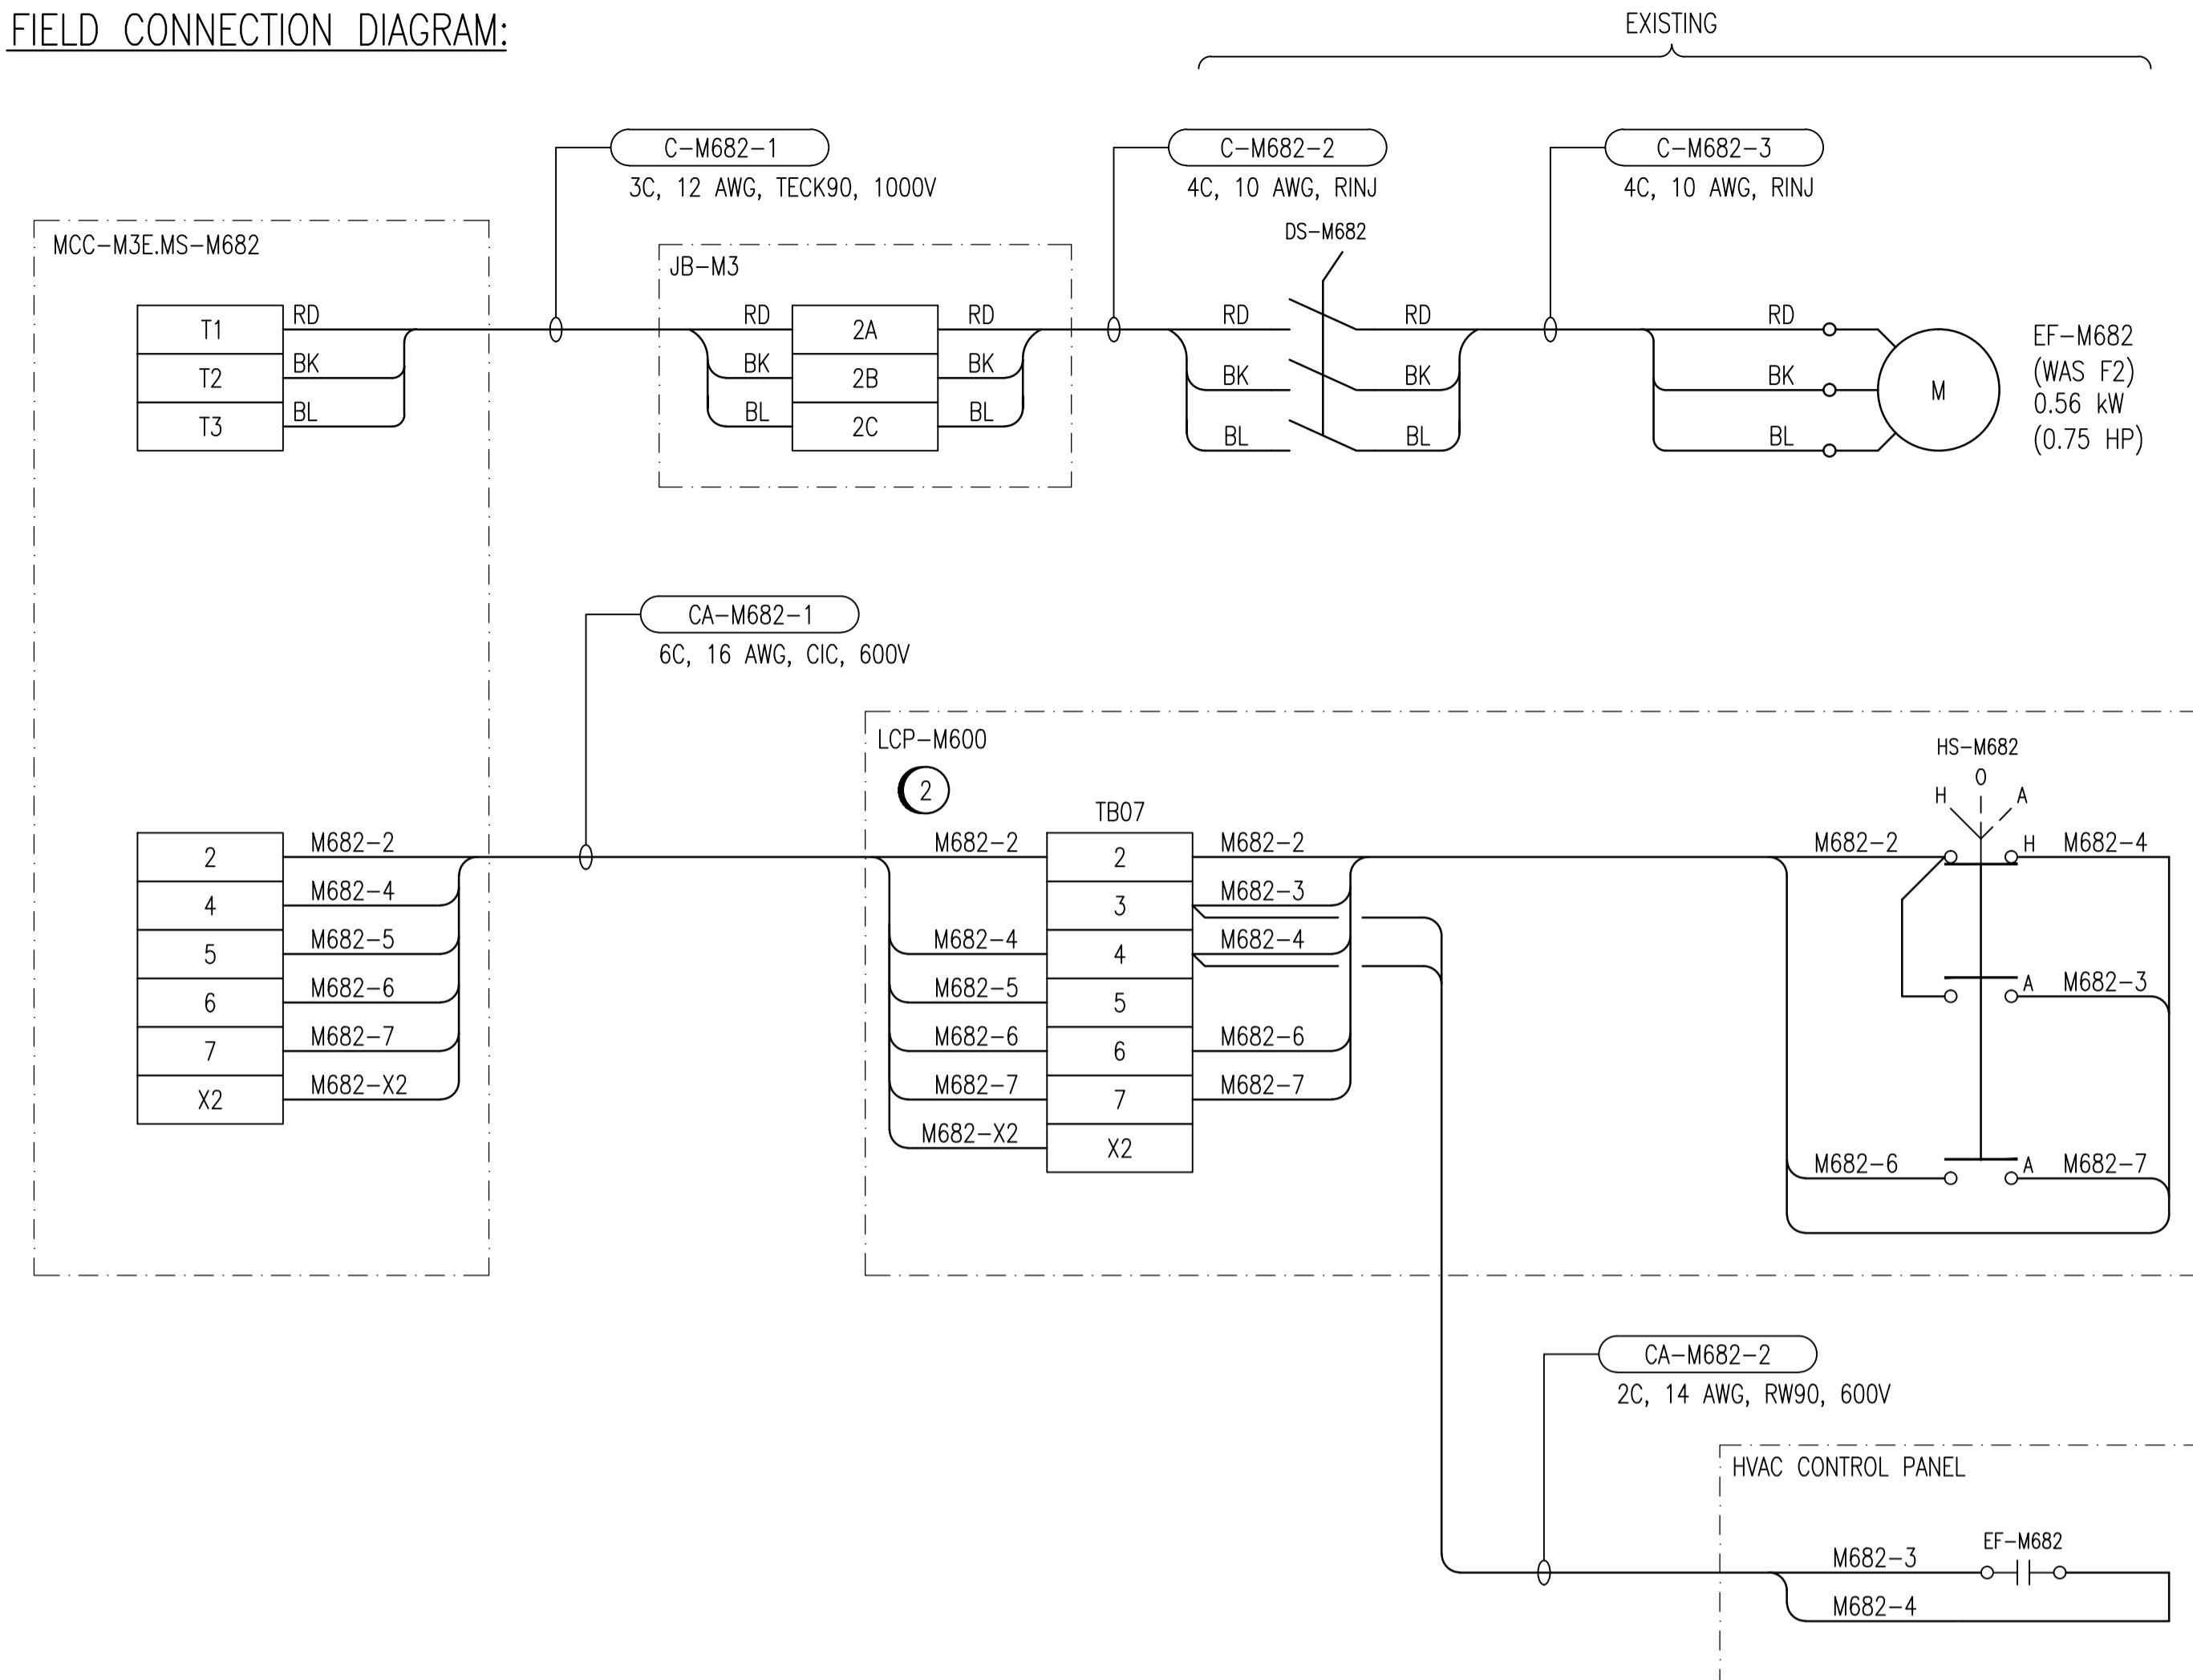 FIELD CONNECTION DIAGRAM:
EXISTING
C-M682-1
3C, 12 AWG, TECK90, 1000V
C-M682-2
4C, 10 AWG, RINJ
C-M682-3
4C, 10 AWG, RINJ
DS-M682
MCC-M3E.MS-M682
JB-M3
T1 RD RD 2A RD RD RD RD
T2 BK BK 2B BK BK BK BK
T3 BL BL 2C BL BL BL BL
M
EF-M682
(WAS F2)
0.56 kW
(0.75 HP)
CA-M682-1
6C, 16 AWG, CIC, 600V
LCP-M600
2
TB07
HS-M682
O
H A
2 M682-2 M682-2 2 M682-2 M682-2 H M682-4
4 M682-4 3 M682-3
5 M682-5 M682-4 4 M682-4
A M682-3
6 M682-6 M682-5 5
7 M682-7 M682-6 6 M682-6
X2 M682-X2 M682-7 7 M682-7
M682-X2 X2
M682-6 A M682-7
CA-M682-2
2C, 14 AWG, RW90, 600V
HVAC CONTROL PANEL
M682-3 EF-M682
M682-4